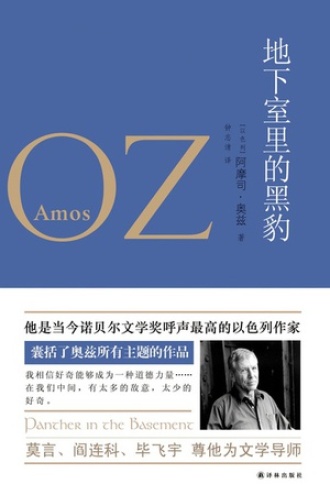 地下室里的黑豹
OZ
Amos
[以色列] 阿摩司·奥兹 著
钟志清 译
他是当今诺贝尔文学奖呼声最高的以色列作家
囊括了奥兹所有主题的作品
我相信好奇能够成为一种道德力量……
在我们中间，有太多的敌意，太少的
好奇。
Panther in the Basement
莫言、阎连科、毕飞宇 尊他为文学导师
译林出版社